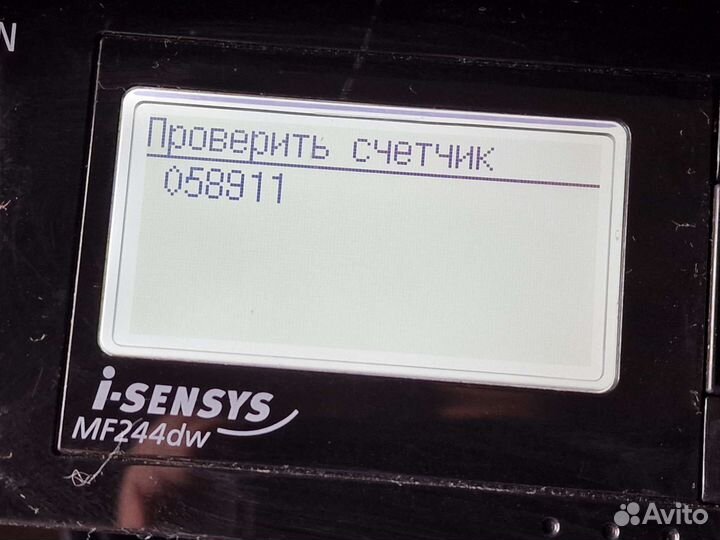 N
Проверить счетчик
058911
i-SENSYS
MF244dw
Avito